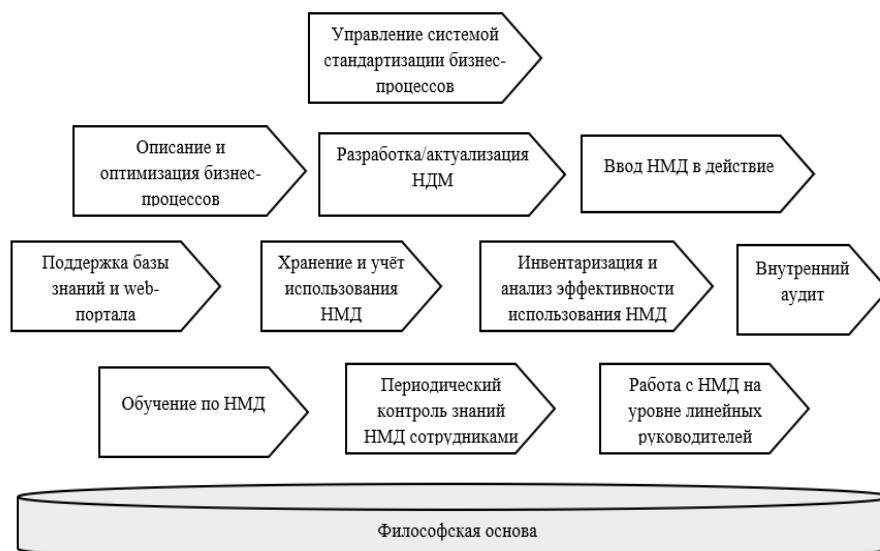 Управление системой
стандартизации бизнес-
процессов
Описание и
оптимизация бизнес-
процессов
Разработка/актуализация
НДМ
Ввод НМД в действие
Поддержка базы
знаний и web-
портала
Хранение и учёт
использования
НМД
Инвентаризация и
анализ эффективности
использования НМД
Внутренний
аудит
Обучение по НМД
Периодический
контроль знаний
НМД сотрудниками
Работа с НМД на
уровне линейных
руководителей
Философская основа